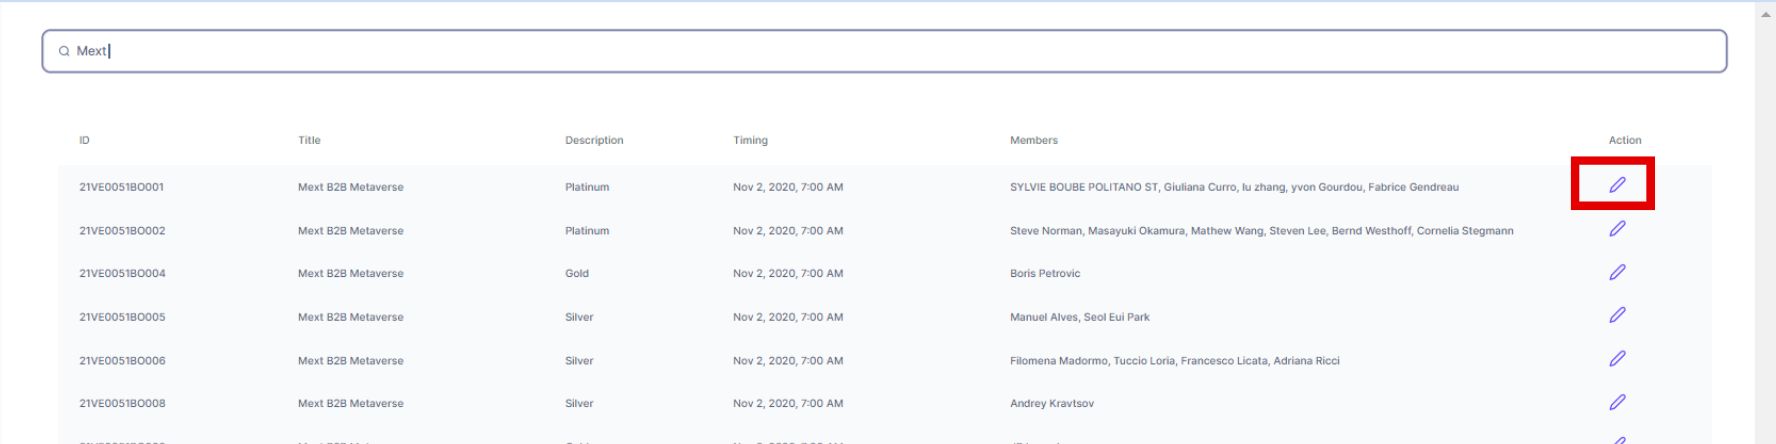 Mext
ID Title Description Timing Members Action
21VE0051BO001 Mext B2B Metaverse Platinum Nov 2, 2020, 7:00 AM SYLVIE BOUBE POLITANO ST, Giuliana Curro, lu zhang, yvon Gourdou, Fabrice Gendreau
21VE0051BO002 Mext B2B Metaverse Platinum Nov 2, 2020, 7:00 AM Steve Norman, Masayuki Okamura, Mathew Wang, Steven Lee, Bernd Westhoff, Cornelia Stegmann
21VE0051BO004 Mext B2B Metaverse Gold Nov 2, 2020, 7:00 AM Boris Petrovic
21VE0051BO005 Mext B2B Metaverse Silver Nov 2, 2020, 7:00 AM Manuel Alves, Seol Eui Park
21VE0051BO006 Mext B2B Metaverse Silver Nov 2, 2020, 7:00 AM Filomena Madormo, Tuccio Loria, Francesco Licata, Adriana Ricci
21VE0051BO008 Mext B2B Metaverse Silver Nov 2, 2020, 7:00 AM Andrey Kravtsov